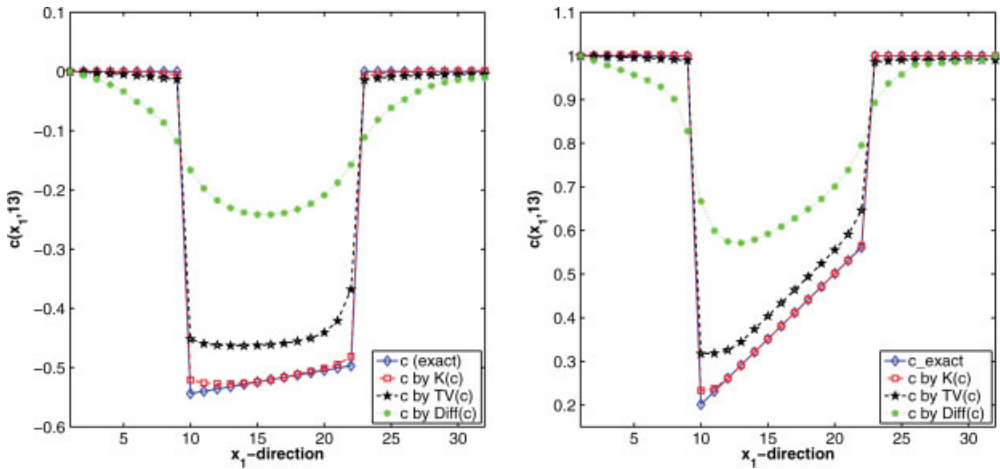 0.1
0
−0.1
−0.2
−0.3
−0.4
−0.5
−0.6
5 10 15 20 25 30
x₁−direction
c(x₁,13)
c (exact)
c by K(c)
c by TV(c)
c by Diff(c)
1.1
1
0.9
0.8
0.7
0.6
0.5
0.4
0.3
0.2
5 10 15 20 25 30
x₁−direction
c(x₁,13)
c_exact
c by K(c)
c by TV(c)
c by Diff(c)